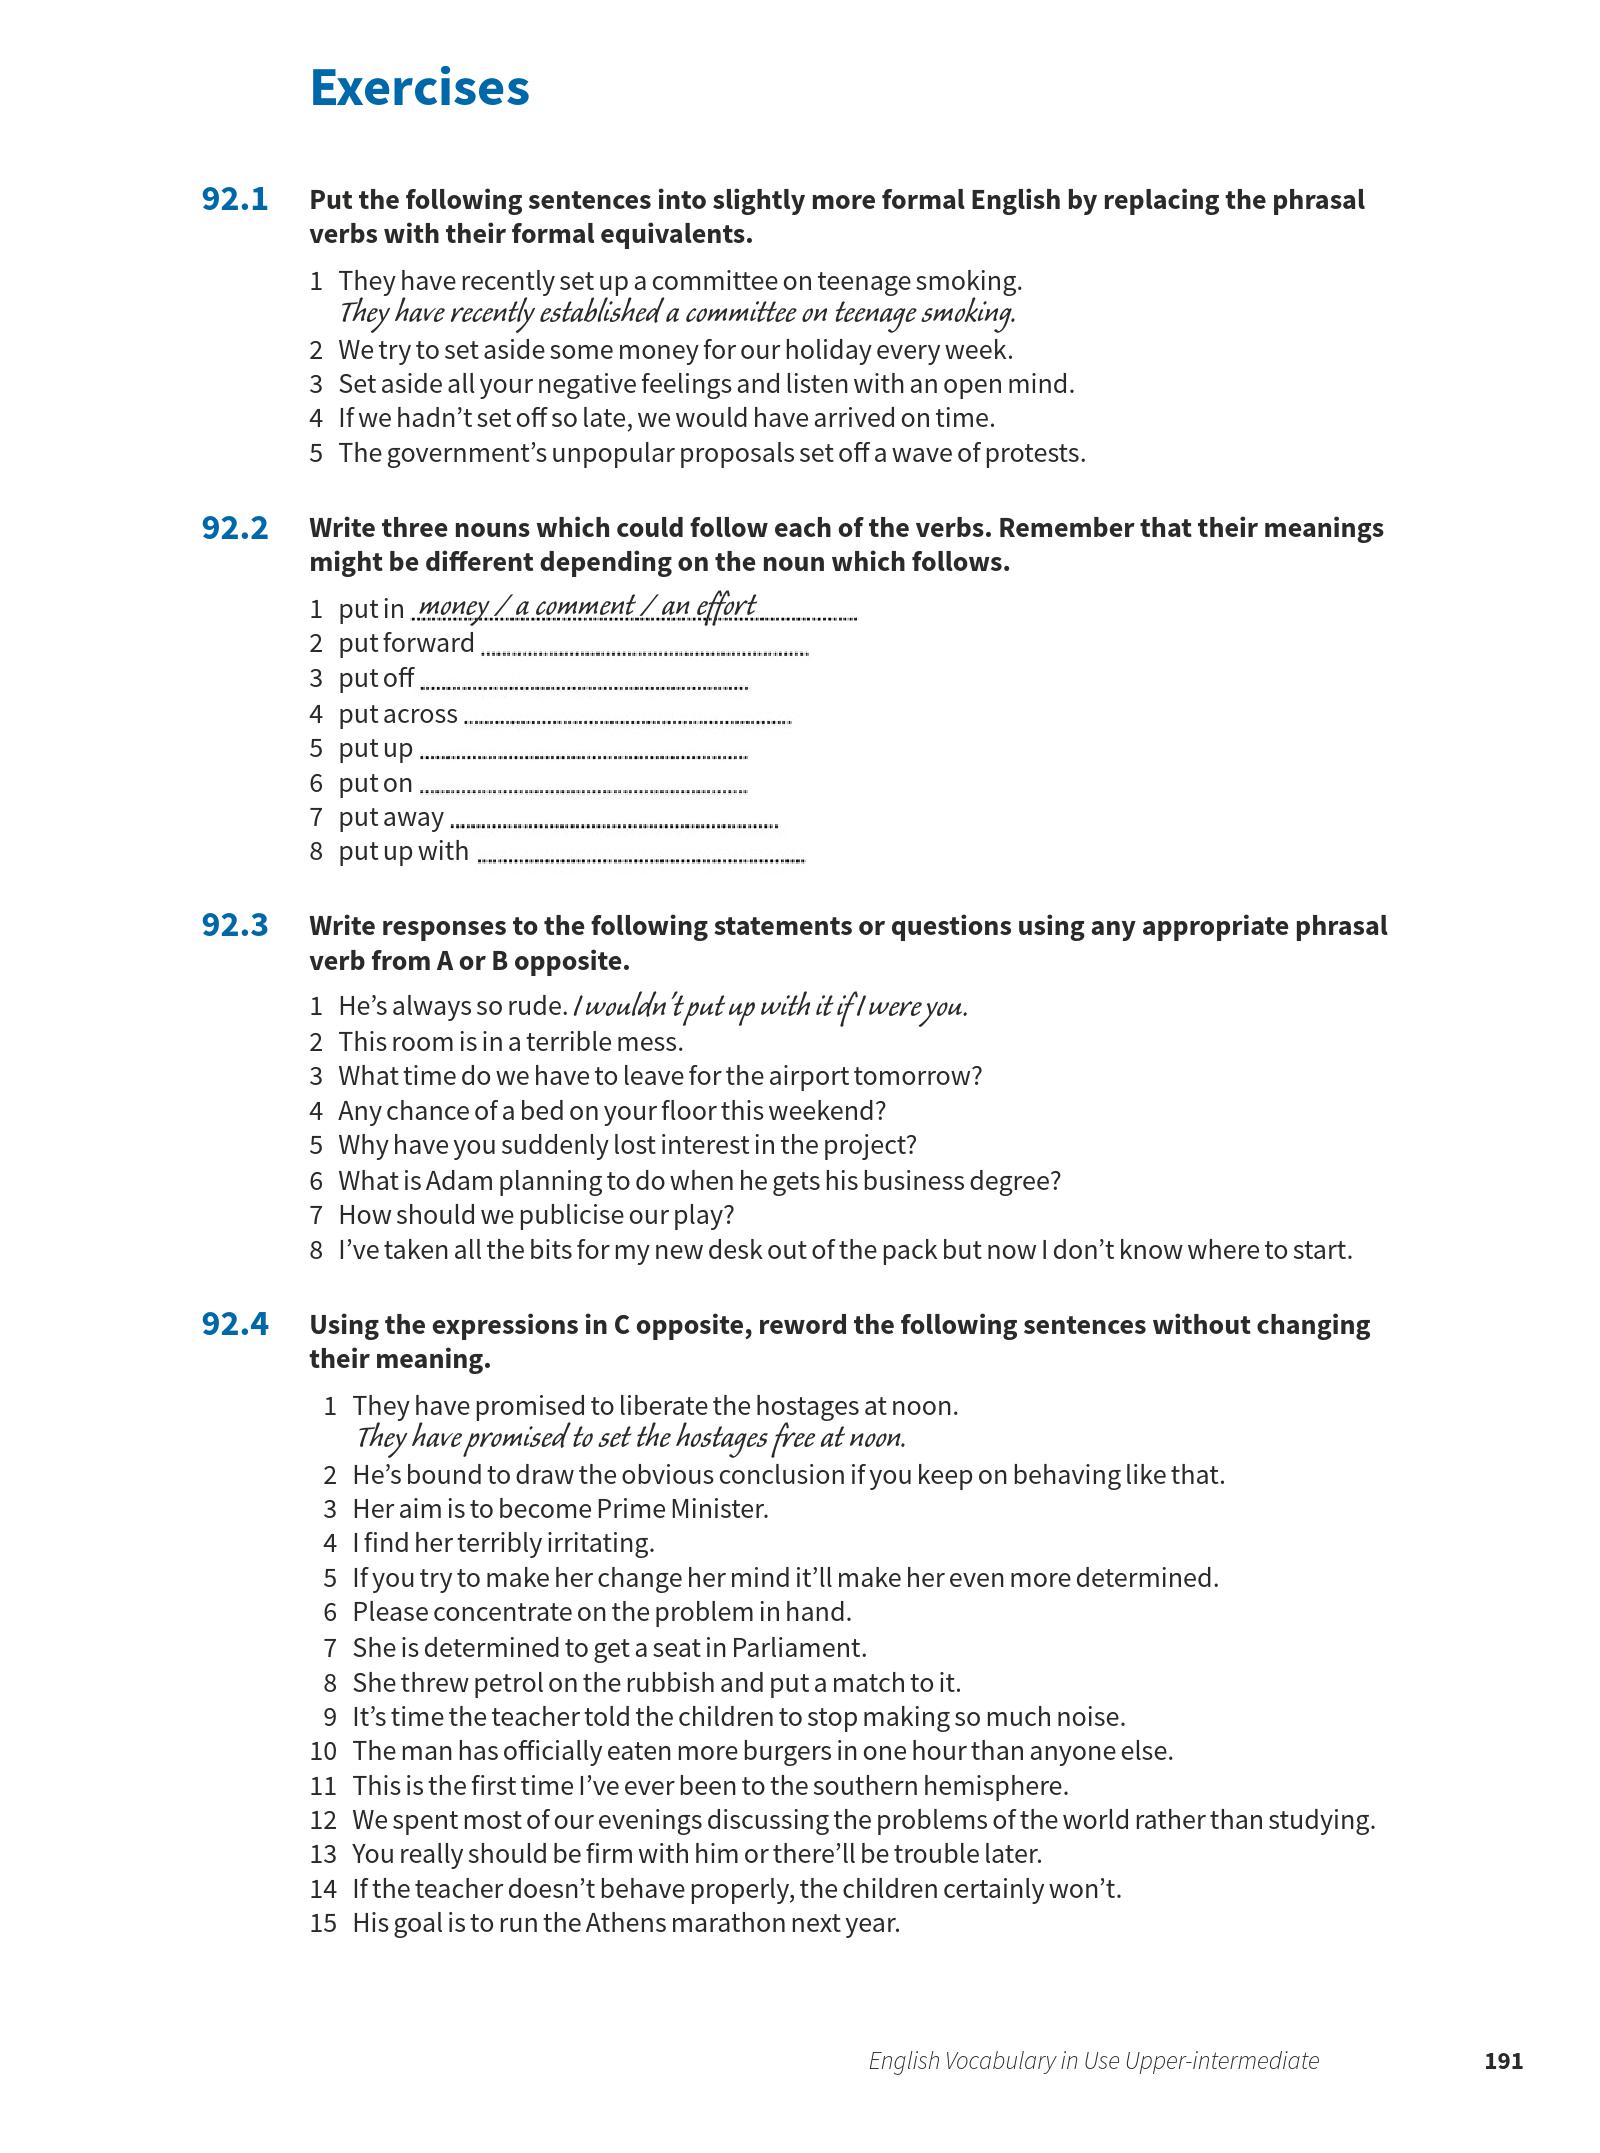 Exercises
92.1 Put the following sentences into slightly more formal English by replacing the phrasal
verbs with their formal equivalents.
1 They have recently set up a committee on teenage smoking.
They have recently established a committee on teenage smoking.
2 We try to set aside some money for our holiday every week.
3 Set aside all your negative feelings and listen with an open mind.
4 If we hadn’t set off so late, we would have arrived on time.
5 The government’s unpopular proposals set off a wave of protests.
92.2 Write three nouns which could follow each of the verbs. Remember that their meanings
might be different depending on the noun which follows.
1 put in money / a comment / an effort
2 put forward
3 put off
4 put across
5 put up
6 put on
7 put away
8 put up with
92.3 Write responses to the following statements or questions using any appropriate phrasal
verb from A or B opposite.
1 He’s always so rude. I wouldn’t put up with it if I were you.
2 This room is in a terrible mess.
3 What time do we have to leave for the airport tomorrow?
4 Any chance of a bed on your floor this weekend?
5 Why have you suddenly lost interest in the project?
6 What is Adam planning to do when he gets his business degree?
7 How should we publicise our play?
8 I’ve taken all the bits for my new desk out of the pack but now I don’t know where to start.
92.4 Using the expressions in C opposite, reword the following sentences without changing
their meaning.
1 They have promised to liberate the hostages at noon.
They have promised to set the hostages free at noon.
2 He’s bound to draw the obvious conclusion if you keep on behaving like that.
3 Her aim is to become Prime Minister.
4 I find her terribly irritating.
5 If you try to make her change her mind it’ll make her even more determined.
6 Please concentrate on the problem in hand.
7 She is determined to get a seat in Parliament.
8 She threw petrol on the rubbish and put a match to it.
9 It’s time the teacher told the children to stop making so much noise.
10 The man has officially eaten more burgers in one hour than anyone else.
11 This is the first time I’ve ever been to the southern hemisphere.
12 We spent most of our evenings discussing the problems of the world rather than studying.
13 You really should be firm with him or there’ll be trouble later.
14 If the teacher doesn’t behave properly, the children certainly won’t.
15 His goal is to run the Athens marathon next year.
English Vocabulary in Use Upper-intermediate 191